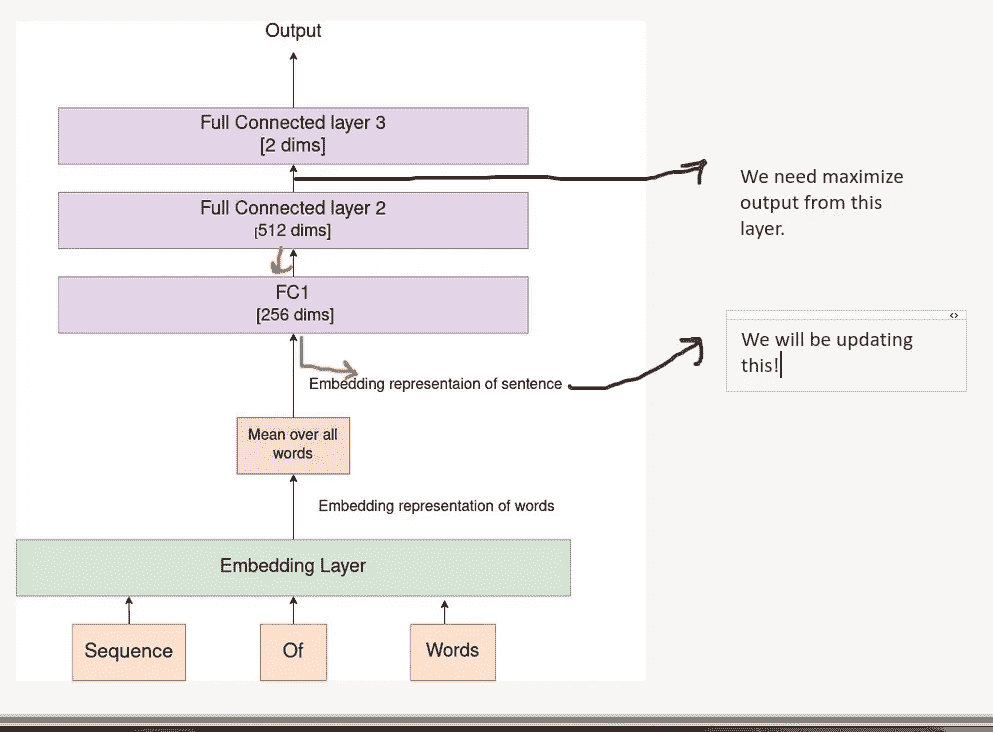 Output
Full Connected layer 3
[2 dims]
We need maximize
output from this
layer.
Full Connected layer 2
[512 dims]
FC1
[256 dims]
<>
We will be updating
this!
Embedding representaion of sentence
Mean over all
words
Embedding representation of words
Embedding Layer
Sequence
Of
Words